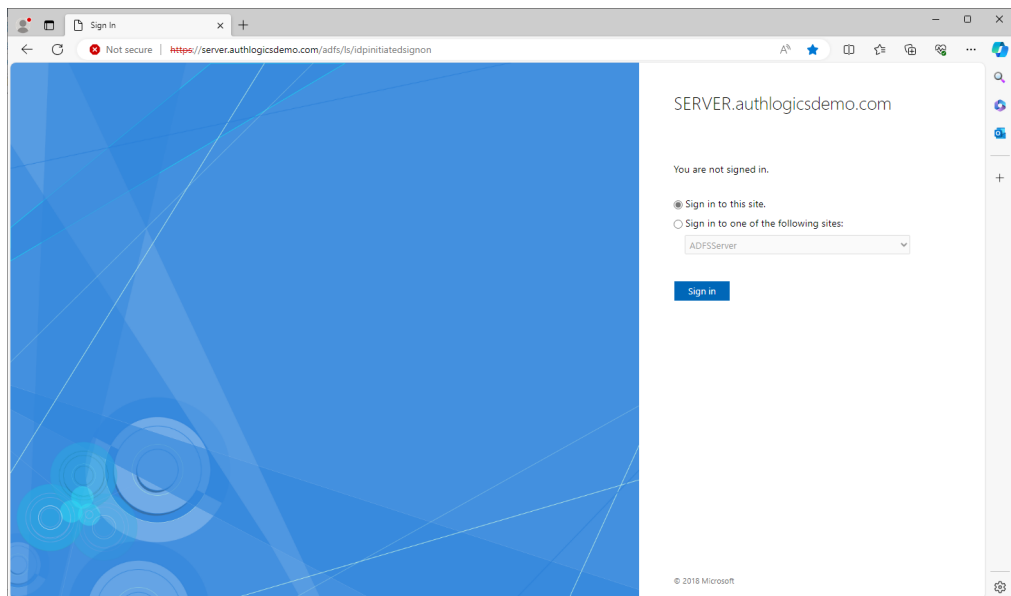 Sign In
Not secure
https://server.authlogicsdemo.com/adfs/ls/idpinitiatedsignon
SERVER.authlogicsdemo.com
You are not signed in.
Sign in to this site.
Sign in to one of the following sites:
ADFSServer
Sign in
© 2018 Microsoft